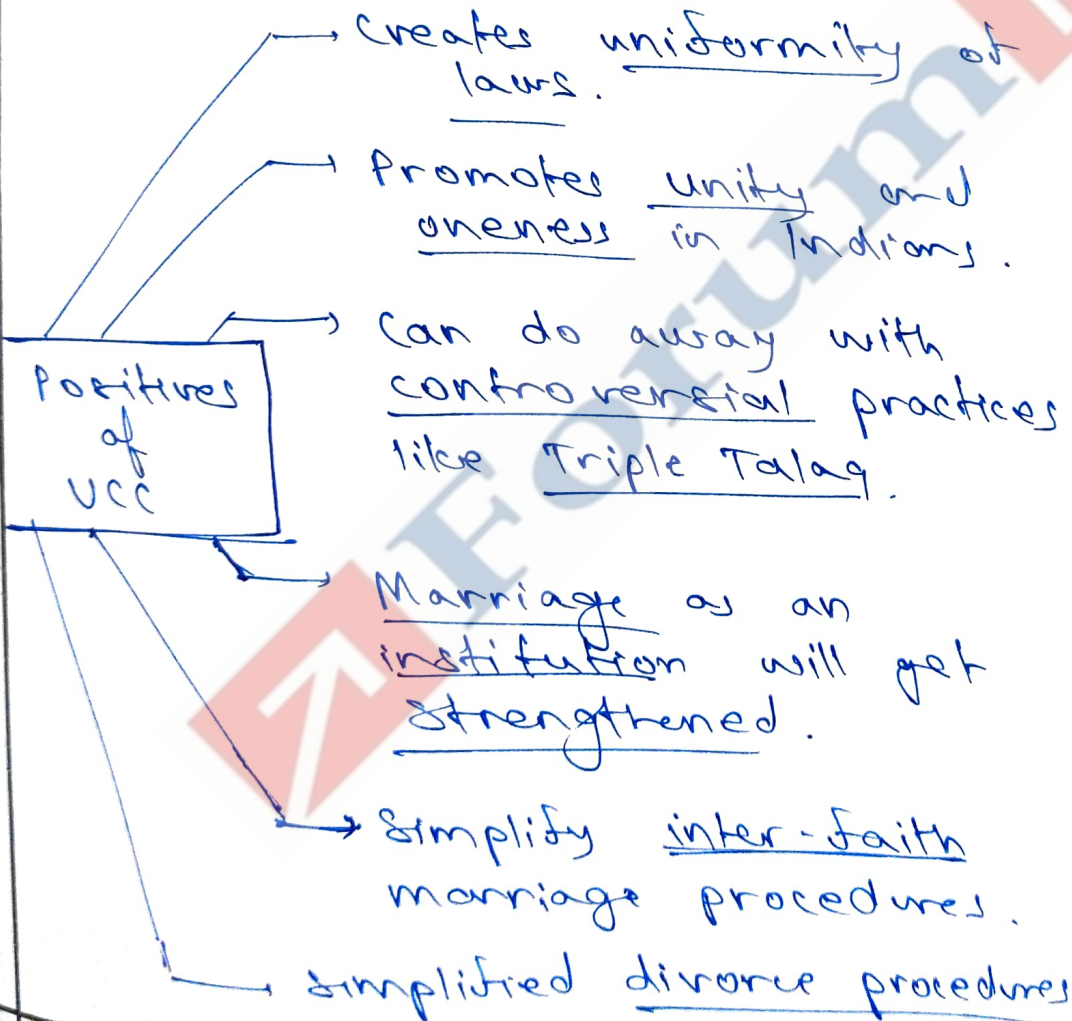 Creates uniformity of
laws.
Promotes unity and
oneness in Indians.
Can do away with
controversial practices
like Triple Talaq.
Positives
of
UCC
Marriage as an
institution will get
strengthened.
Simplify inter-faith
marriage procedures.
Simplified divorce procedures
Forum